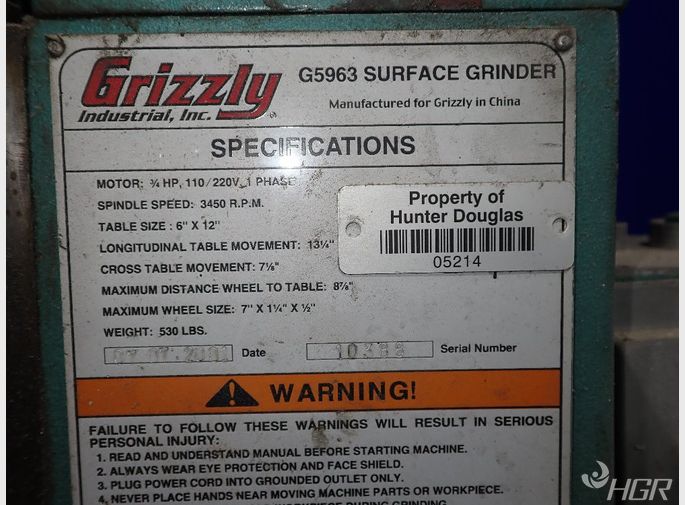 Grizzly
Industrial, Inc.
G5963 SURFACE GRINDER
Manufactured for Grizzly in China
SPECIFICATIONS
MOTOR: ¾ HP, 110/220V, 1 PHASE
SPINDLE SPEED: 3450 R.P.M.
TABLE SIZE : 6" X 12"
LONGITUDINAL TABLE MOVEMENT: 13¼"
CROSS TABLE MOVEMENT: 7⅛"
MAXIMUM DISTANCE WHEEL TO TABLE: 8⅞"
MAXIMUM WHEEL SIZE: 7" X 1¼" X ½"
WEIGHT: 530 LBS.
Property of
Hunter Douglas
05214
Date
Serial Number
WARNING!
FAILURE TO FOLLOW THESE WARNINGS WILL RESULT IN SERIOUS
PERSONAL INJURY:
1. READ AND UNDERSTAND MANUAL BEFORE STARTING MACHINE.
2. ALWAYS WEAR EYE PROTECTION AND FACE SHIELD.
3. PLUG POWER CORD INTO GROUNDED OUTLET ONLY.
4. NEVER PLACE HANDS NEAR MOVING MACHINE PARTS OR WORKPIECE.
HGR